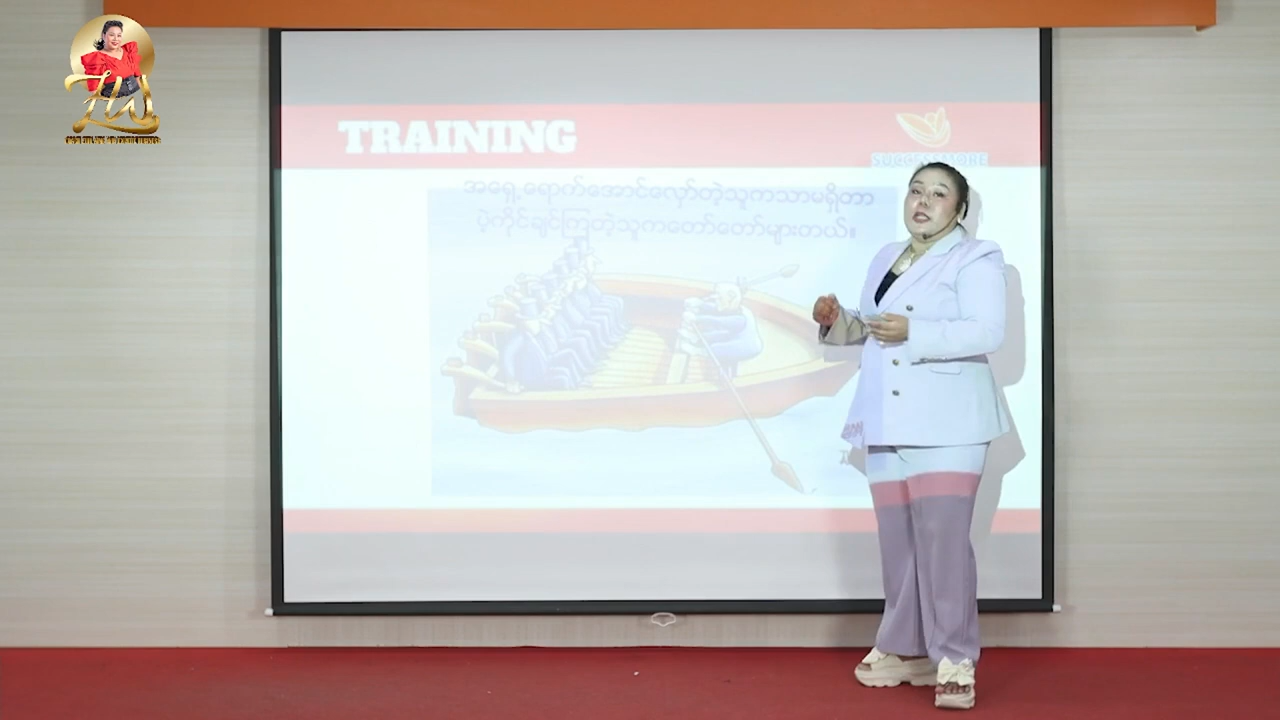 TRAINING
SUCCESSMORE
အရှေ့ရောက်အောင်လှော်တဲ့သူကသာမရှိတာ
ပဲ့ကိုင်ချင်ကြတဲ့သူကတော်တော်များတယ်။